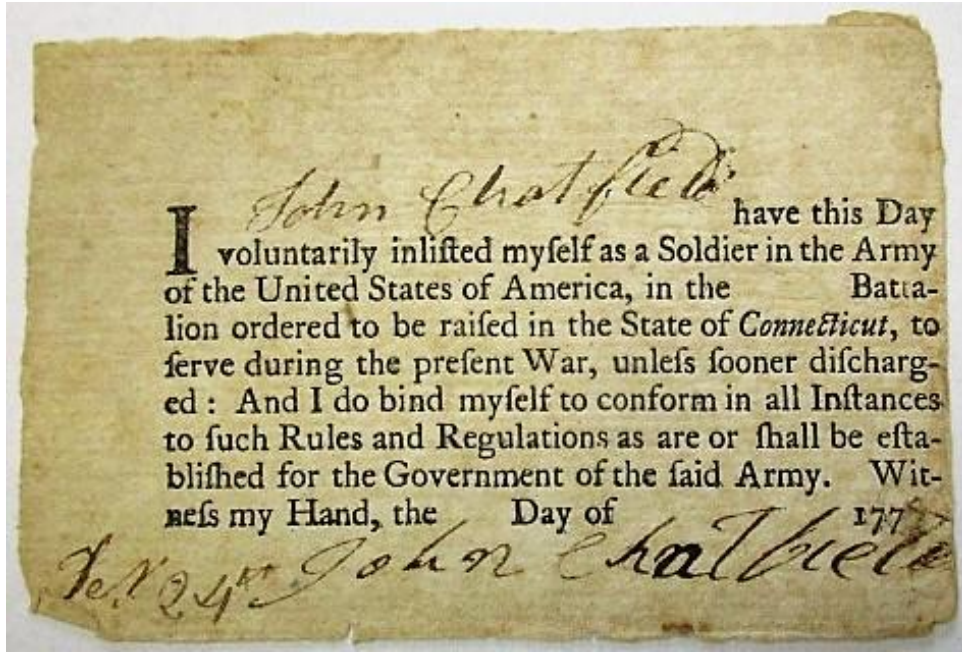 John Chatfield
I have this Day
voluntarily inliſted myſelf as a Soldier in the Army
of the United States of America, in the Batta-
lion ordered to be raiſed in the State of Connecticut, to
ſerve during the preſent War, unleſs ſooner diſcharg-
ed : And I do bind myſelf to conform in all Inſtances
to ſuch Rules and Regulations as are or ſhall be eſta-
bliſhed for the Government of the ſaid Army. Wit-
neſs my Hand, the Day of 177
24th John Chatfield